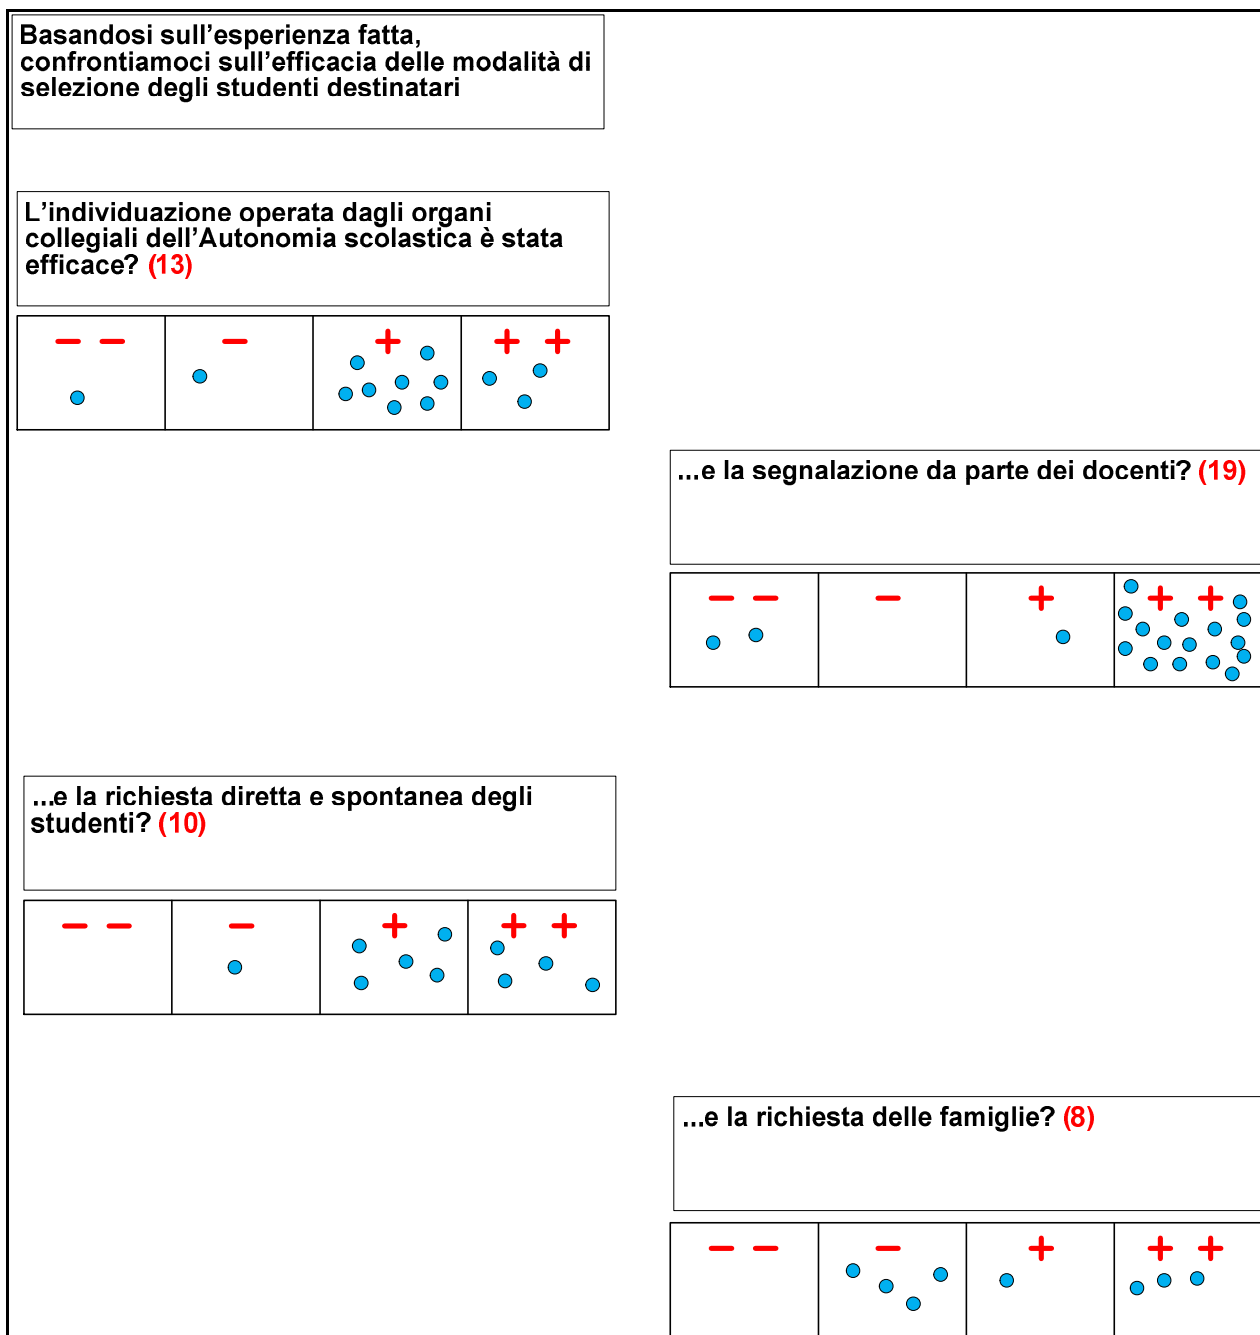 Basandosi sull'esperienza fatta,
confrontiamoci sull'efficacia delle modalità di
selezione degli studenti destinatari
L'individuazione operata dagli organi
collegiali dell'Autonomia scolastica è stata
efficace? (13)
− − − + + +
...e la segnalazione da parte dei docenti? (19)
− − − + + +
...e la richiesta diretta e spontanea degli
studenti? (10)
− − − + + +
...e la richiesta delle famiglie? (8)
− − − + + +